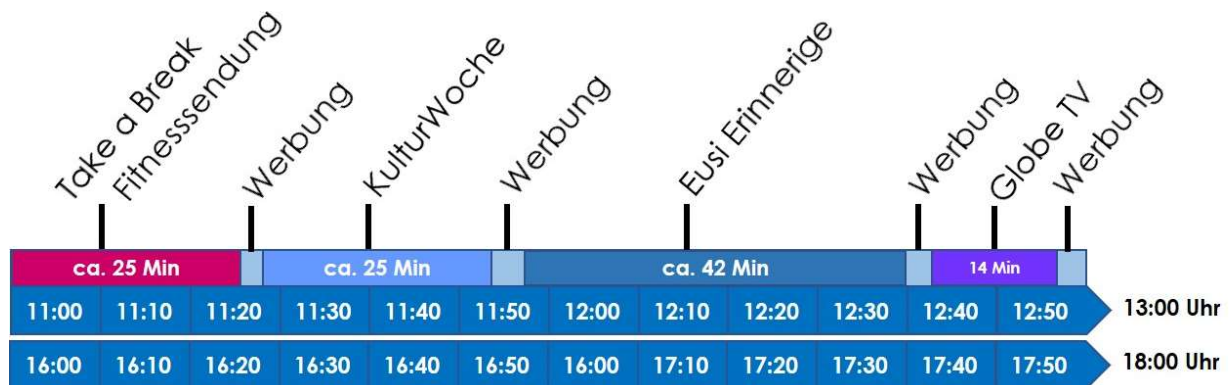 Take a Break
Fitnesssendung
Werbung
KulturWoche
Werbung
Eusi Erinnerige
Werbung
Globe TV
Werbung
ca. 25 Min ca. 25 Min ca. 42 Min 14 Min
11:00 11:10 11:20 11:30 11:40 11:50 12:00 12:10 12:20 12:30 12:40 12:50 13:00 Uhr
16:00 16:10 16:20 16:30 16:40 16:50 16:00 17:10 17:20 17:30 17:40 17:50 18:00 Uhr